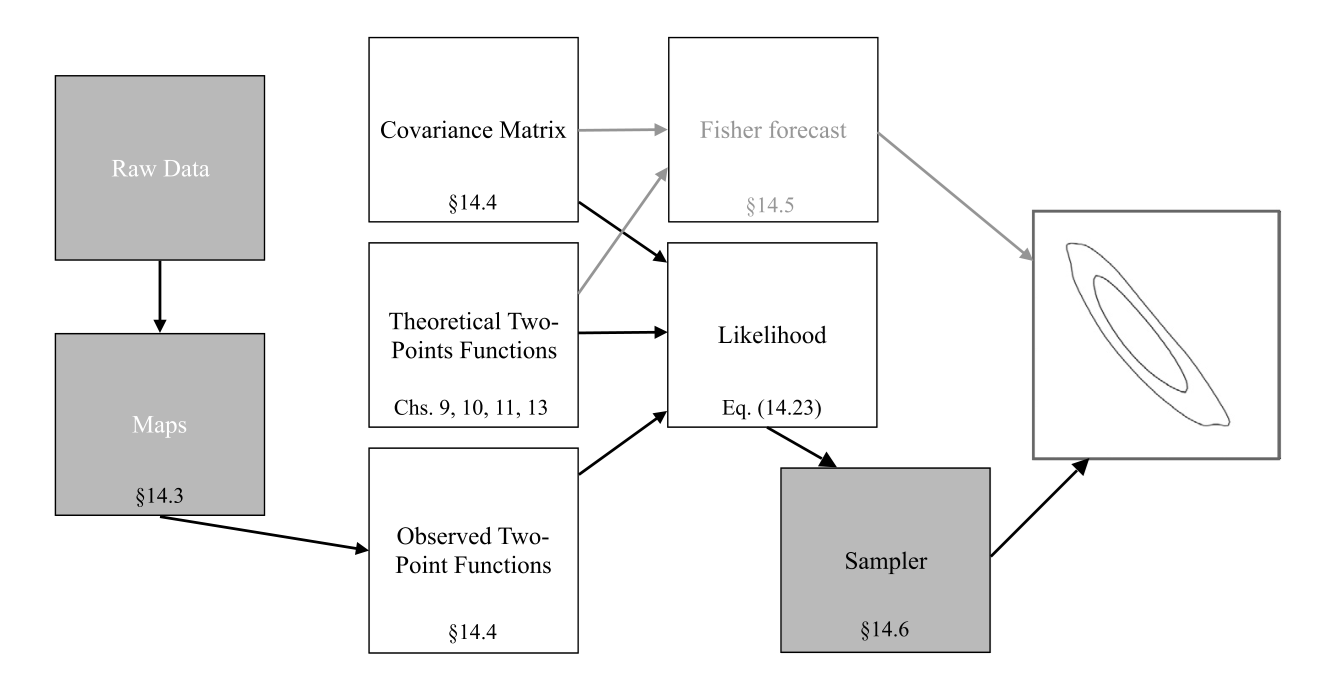 Raw Data
Maps
§14.3
Covariance Matrix
§14.4
Theoretical Two-
Points Functions
Chs. 9, 10, 11, 13
Observed Two-
Point Functions
§14.4
Fisher forecast
§14.5
Likelihood
Eq. (14.23)
Sampler
§14.6